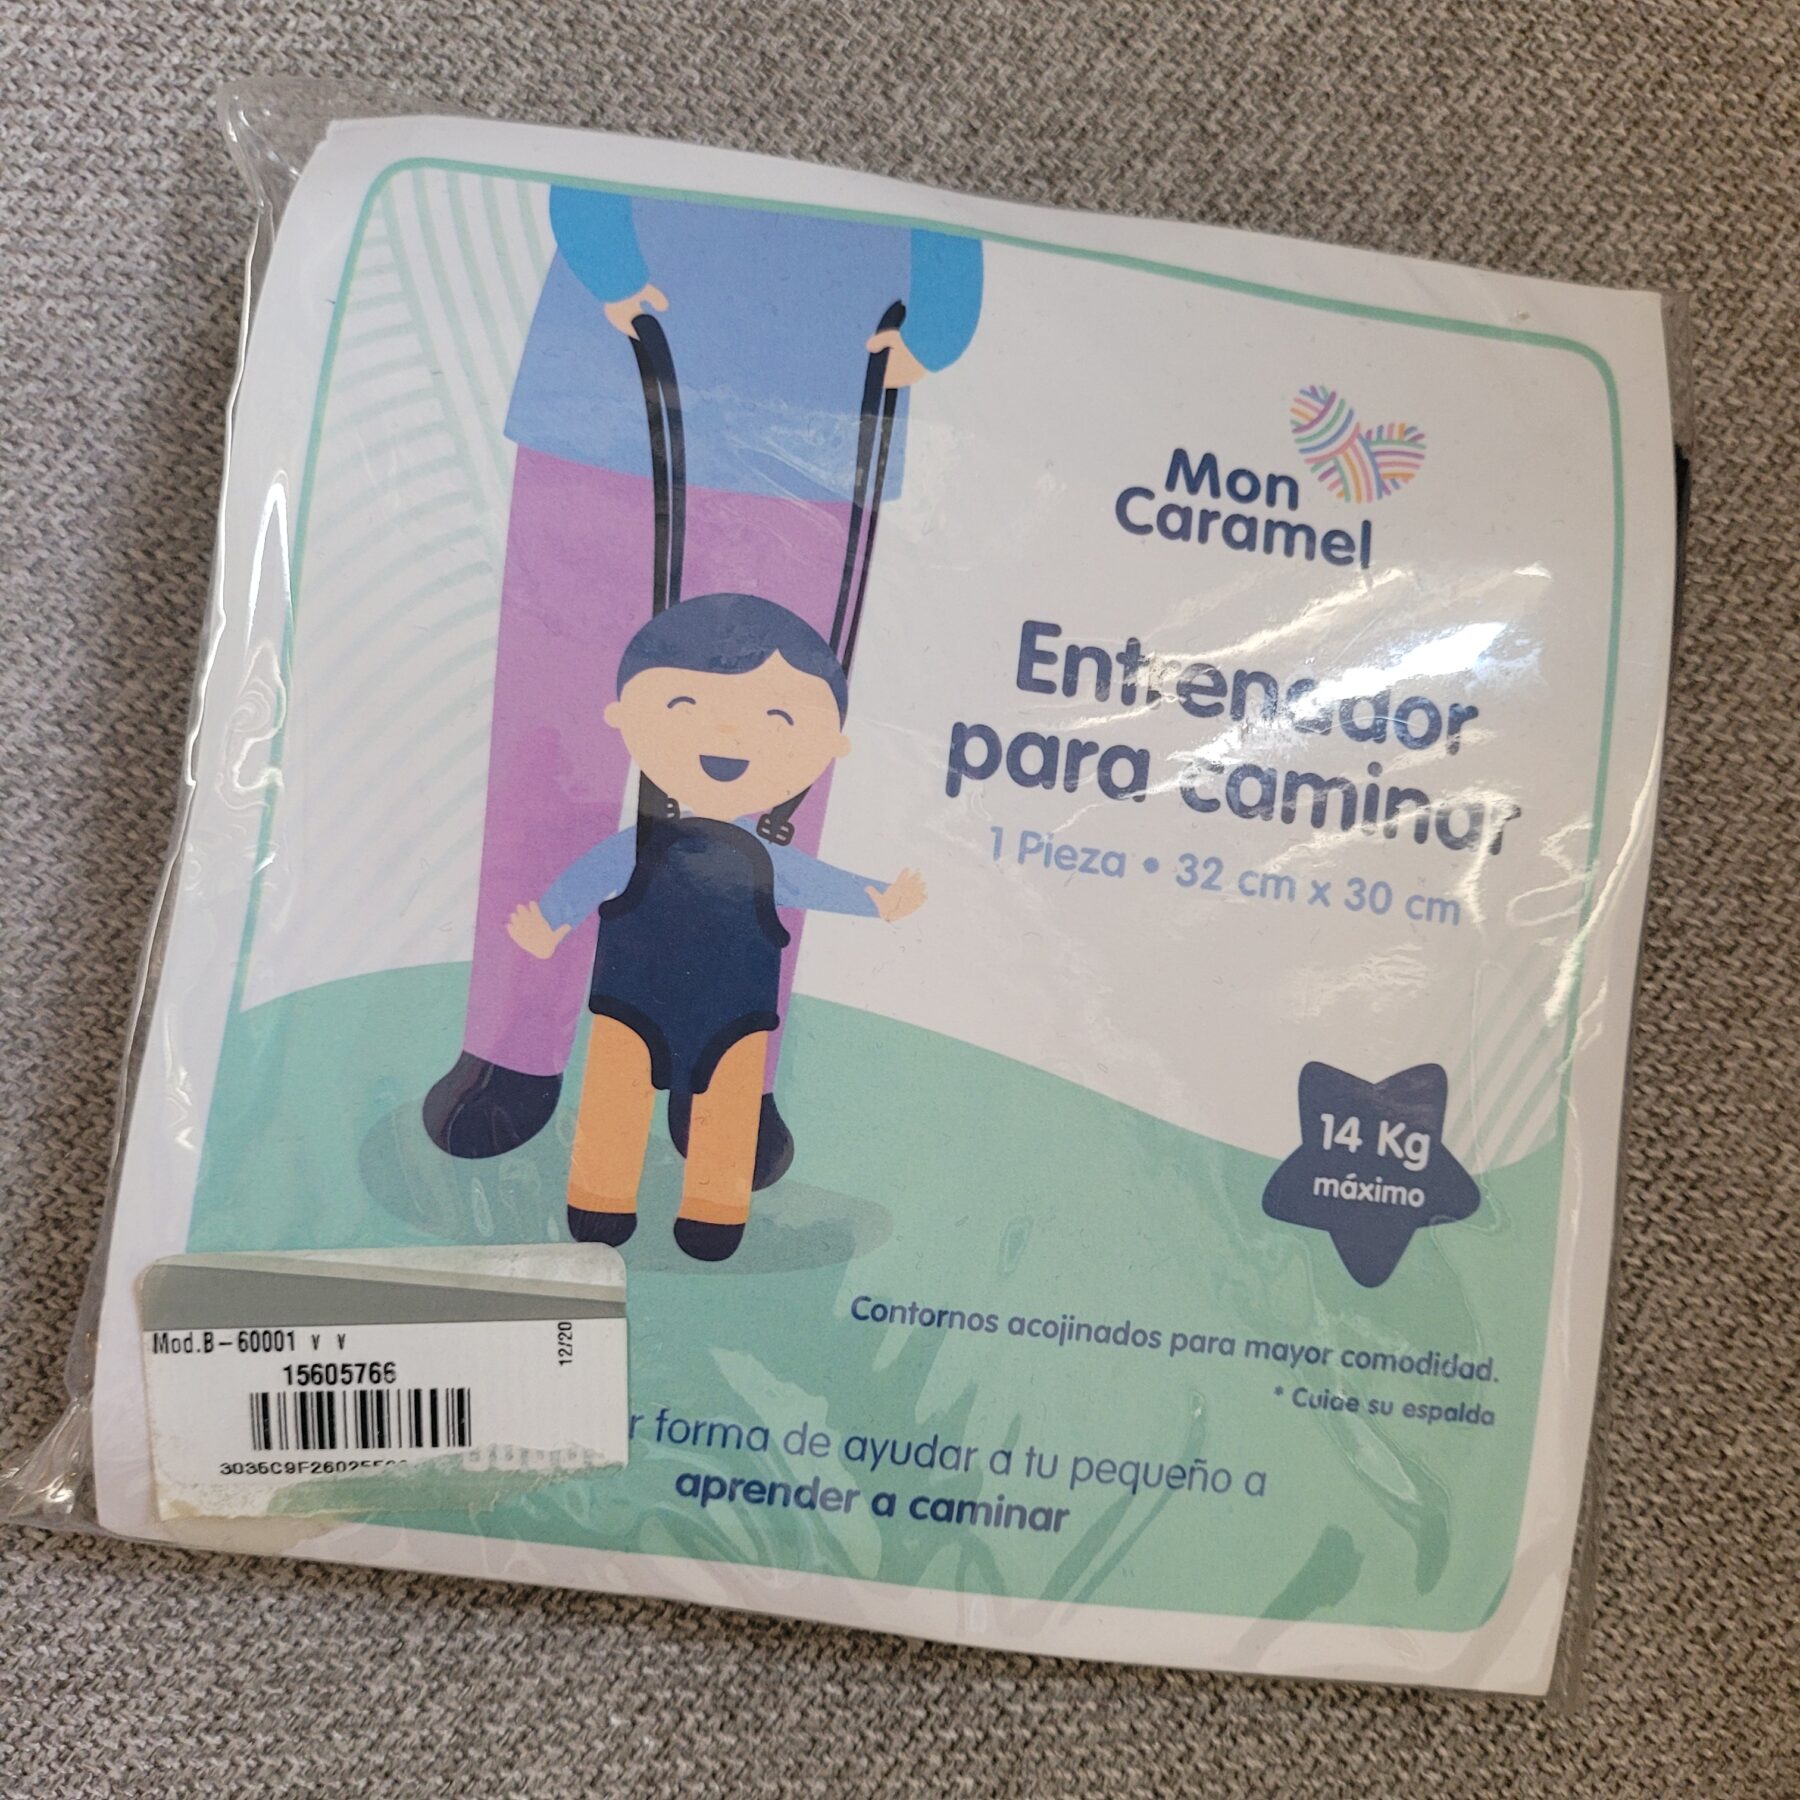 Mon
Caramel
Entrenador
para caminar
1 Pieza • 32 cm x 30 cm
14 Kg
máximo
Contornos acojinados para mayor comodidad.
* Cuide su espalda
forma de ayudar a tu pequeño a
aprender a caminar
Mod.B-60001 v v
12/20
15605766